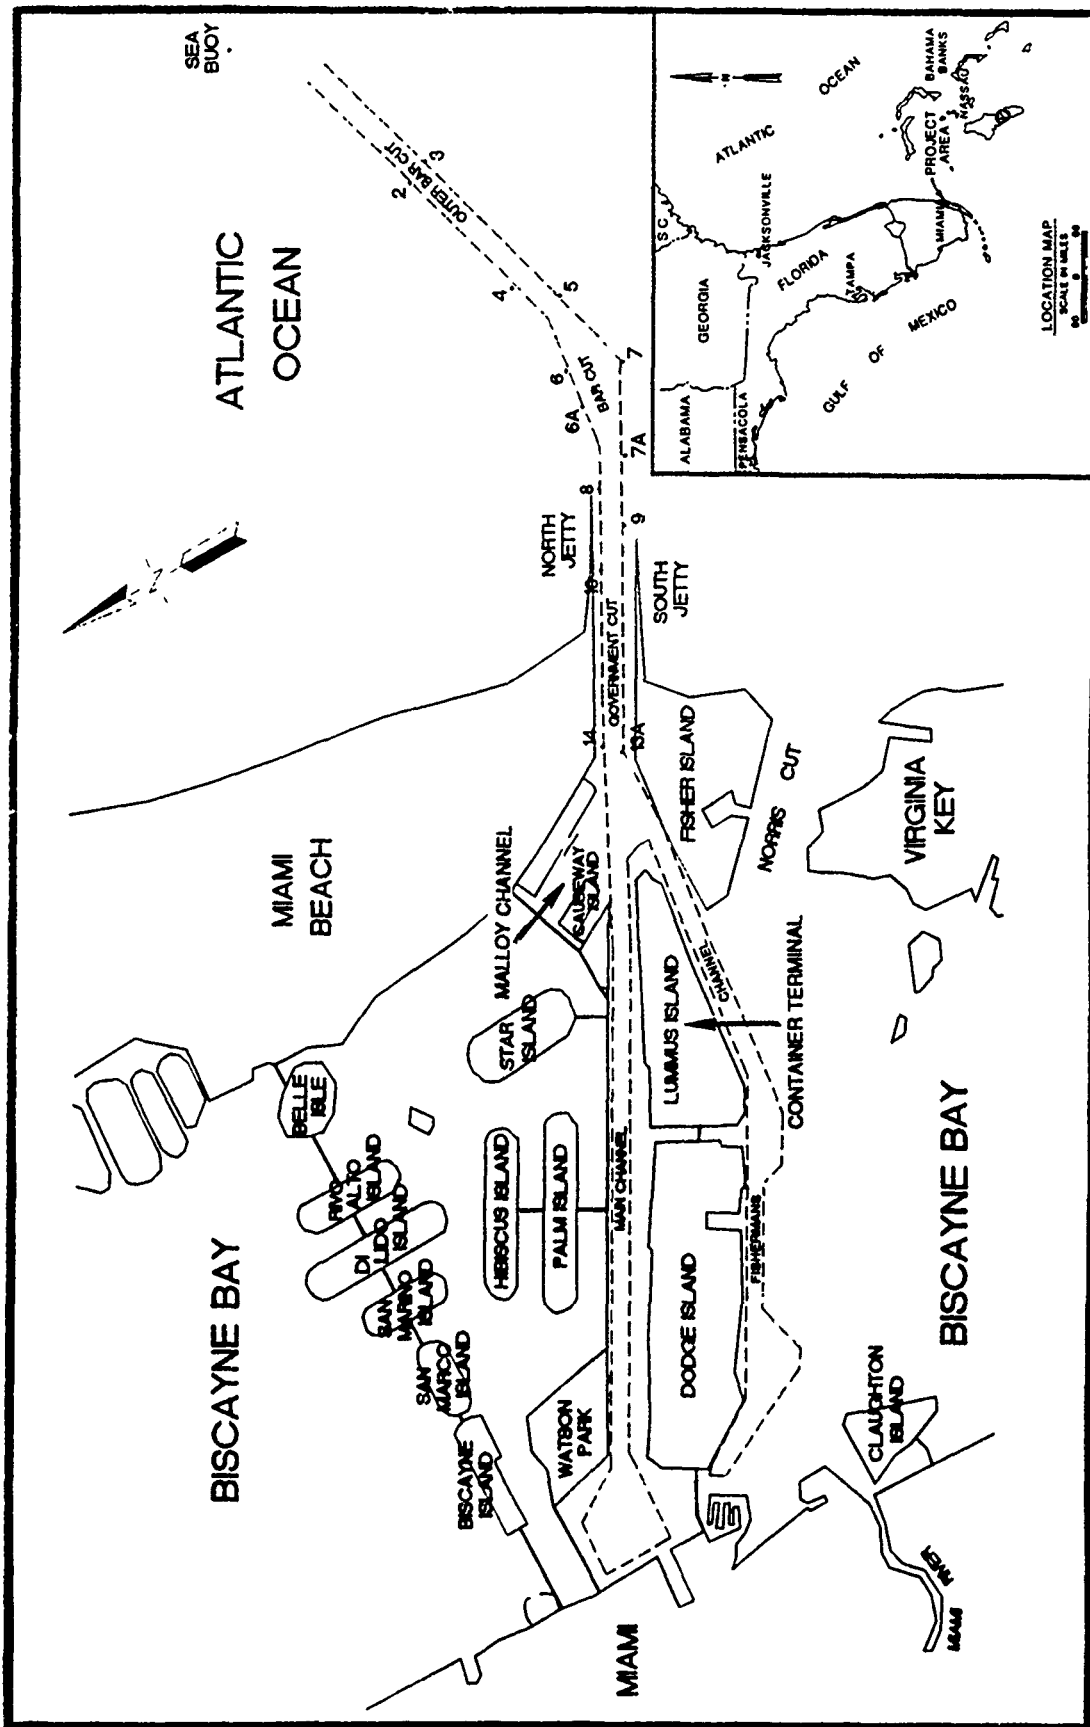 SEA
BUOY
ATLANTIC
OCEAN
2
3
OUTER BAR CUT
4
5
6
6A
BAR CUT
7
7A
8
9
NORTH
JETTY
SOUTH
JETTY
GOVERNMENT CUT
14
13A
MIAMI
BEACH
MALLOY CHANNEL
CAUSEWAY
ISLAND
FISHER ISLAND
NORRIS CUT
VIRGINIA
KEY
STAR
ISLAND
LUMMUS ISLAND
CHANNEL
CONTAINER TERMINAL
BELLE
ISLE
RIVO
ALTO
ISLAND
DI
LIDO
ISLAND
SAN
MARINO
ISLAND
SAN
MARCO
ISLAND
BISCAYNE
ISLAND
HIBISCUS ISLAND
PALM ISLAND
MAIN CHANNEL
BISCAYNE BAY
WATSON
PARK
DODGE ISLAND
FISHERMANS
BISCAYNE BAY
CLAUGHTON
ISLAND
MIAMI
MIAMI
RIVER
ATLANTIC
OCEAN
S.C.
GEORGIA
ALABAMA
PENSACOLA
JACKSONVILLE
FLORIDA
TAMPA
MIAMI
PROJECT
AREA
BAHAMA
BANKS
NASSAU
GULF OF MEXICO
LOCATION MAP
SCALE IN MILES